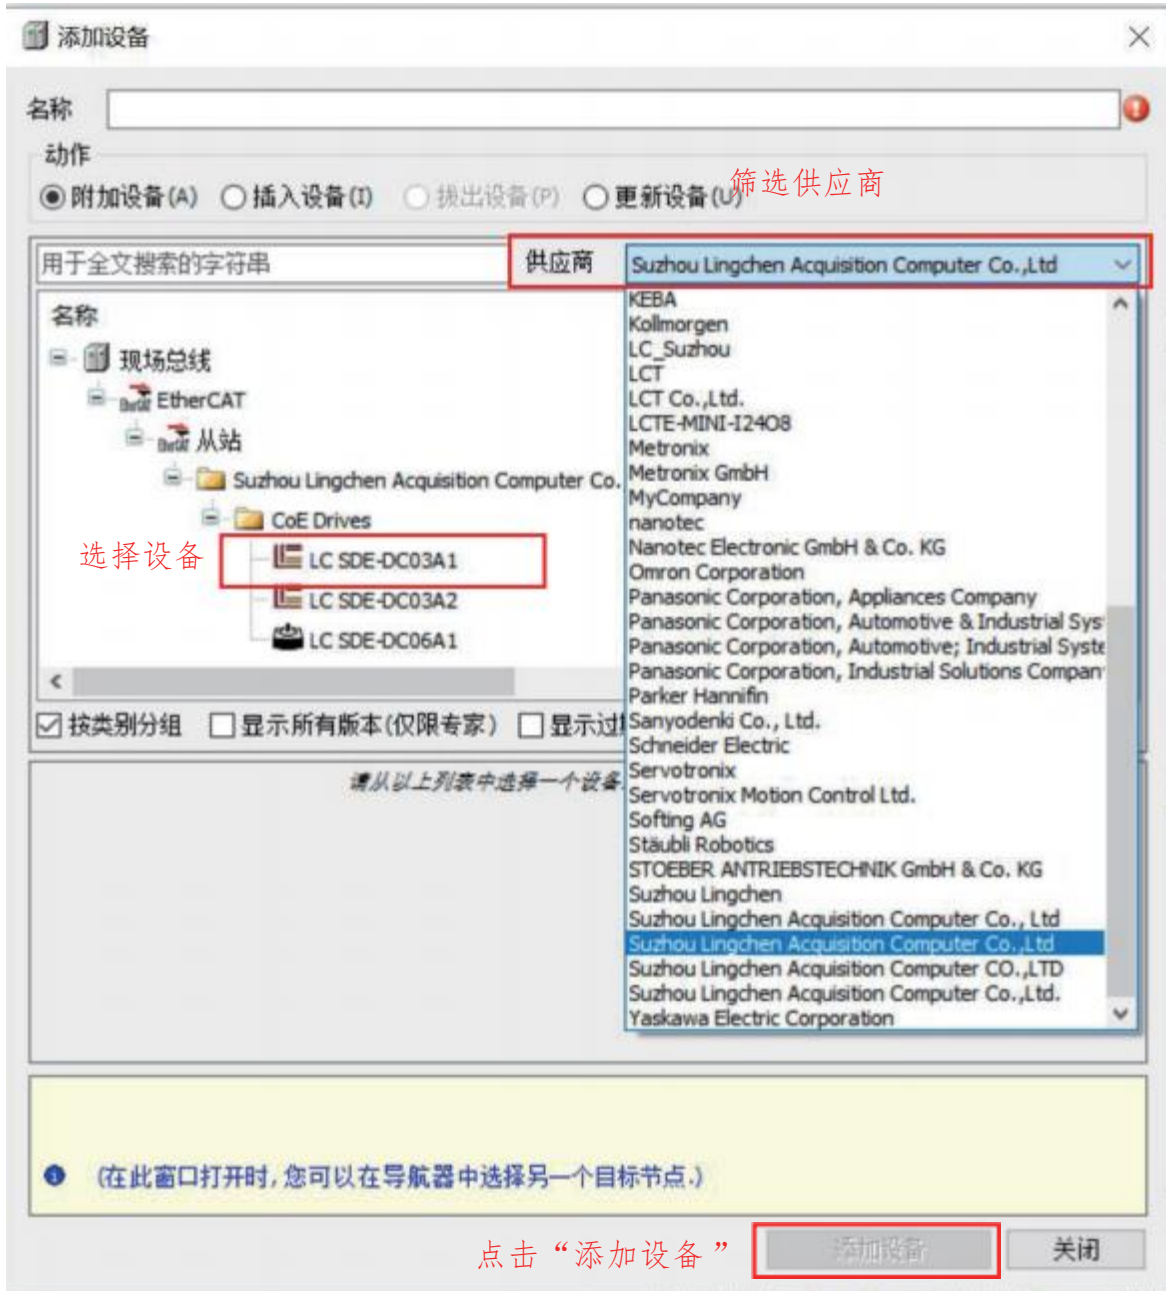 添加设备
名称
动作
附加设备(A) 插入设备(I) 拔出设备(P) 更新设备(U)
筛选供应商
用于全文搜索的字符串
供应商
Suzhou Lingchen Acquisition Computer Co.,Ltd
名称
现场总线
EtherCAT
从站
Suzhou Lingchen Acquisition Computer Co.
CoE Drives
选择设备
LC SDE-DC03A1
LC SDE-DC03A2
LC SDE-DC06A1
KEBA
Kollmorgen
LC_Suzhou
LCT
LCT Co.,Ltd.
LCTE-MINI-I24O8
Metronix
Metronix GmbH
MyCompany
nanotec
Nanotec Electronic GmbH & Co. KG
Omron Corporation
Panasonic Corporation, Appliances Company
Panasonic Corporation, Automotive & Industrial Sys
Panasonic Corporation, Automotive; Industrial Syste
Panasonic Corporation, Industrial Solutions Compan
Parker Hannifin
Sanyodenki Co., Ltd.
Schneider Electric
Servotronix
Servotronix Motion Control Ltd.
Softing AG
Stäubli Robotics
STOEBER ANTRIEBSTECHNIK GmbH & Co. KG
Suzhou Lingchen
Suzhou Lingchen Acquisition Computer Co., Ltd
Suzhou Lingchen Acquisition Computer Co.,Ltd
Suzhou Lingchen Acquisition Computer CO.,LTD
Suzhou Lingchen Acquisition Computer Co.,Ltd.
Yaskawa Electric Corporation
按类别分组 显示所有版本(仅限专家) 显示过
请从以上列表中选择一个设备
(在此窗口打开时,您可以在导航器中选择另一个目标节点.)
点击“添加设备”
添加设备
关闭